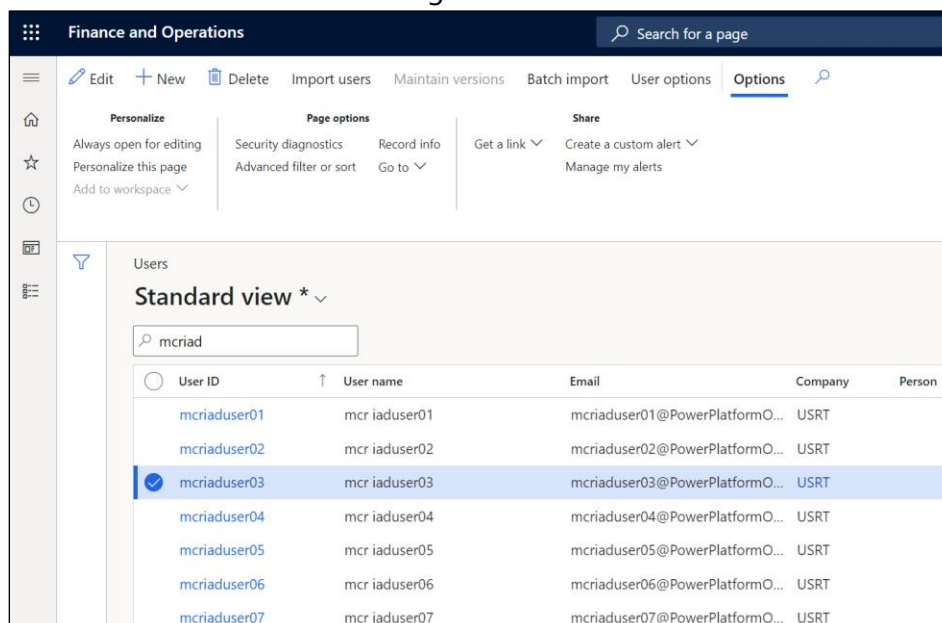 Finance and Operations
Search for a page
Edit New Delete Import users Maintain versions Batch import User options Options
Personalize Page options Share
Always open for editing Security diagnostics Record info Get a link Create a custom alert
Personalize this page Advanced filter or sort Go to Manage my alerts
Add to workspace
Users
Standard view *
mcriad
User ID ↑ User name Email Company Person
mcriaduser01 mcr iaduser01 mcriaduser01@PowerPlatformO... USRT
mcriaduser02 mcr iaduser02 mcriaduser02@PowerPlatformO... USRT
mcriaduser03 mcr iaduser03 mcriaduser03@PowerPlatformO... USRT
mcriaduser04 mcr iaduser04 mcriaduser04@PowerPlatformO... USRT
mcriaduser05 mcr iaduser05 mcriaduser05@PowerPlatformO... USRT
mcriaduser06 mcr iaduser06 mcriaduser06@PowerPlatformO... USRT
mcriaduser07 mcr iaduser07 mcriaduser07@PowerPlatformO... USRT